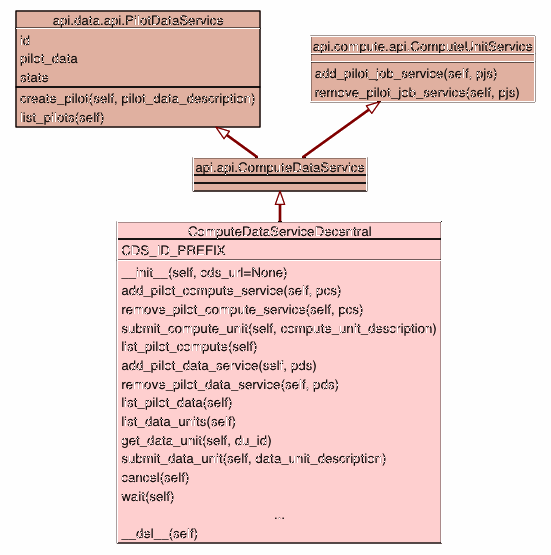 api.data.api.PilotDataService
id
pilot_data
state
create_pilot(self, pilot_data_description)
list_pilots(self)
api.compute.api.ComputeUnitService
add_pilot_job_service(self, pjs)
remove_pilot_job_service(self, pjs)
api.api.ComputeDataService
ComputeDataServiceDecentral
CDS_ID_PREFIX
__init__(self, cds_url=None)
add_pilot_compute_service(self, pcs)
remove_pilot_compute_service(self, pcs)
submit_compute_unit(self, compute_unit_description)
list_pilot_compute(self)
add_pilot_data_service(self, pds)
remove_pilot_data_service(self, pds)
list_pilot_data(self)
list_data_units(self)
get_data_unit(self, du_id)
submit_data_unit(self, data_unit_description)
cancel(self)
wait(self)
...
__del__(self)